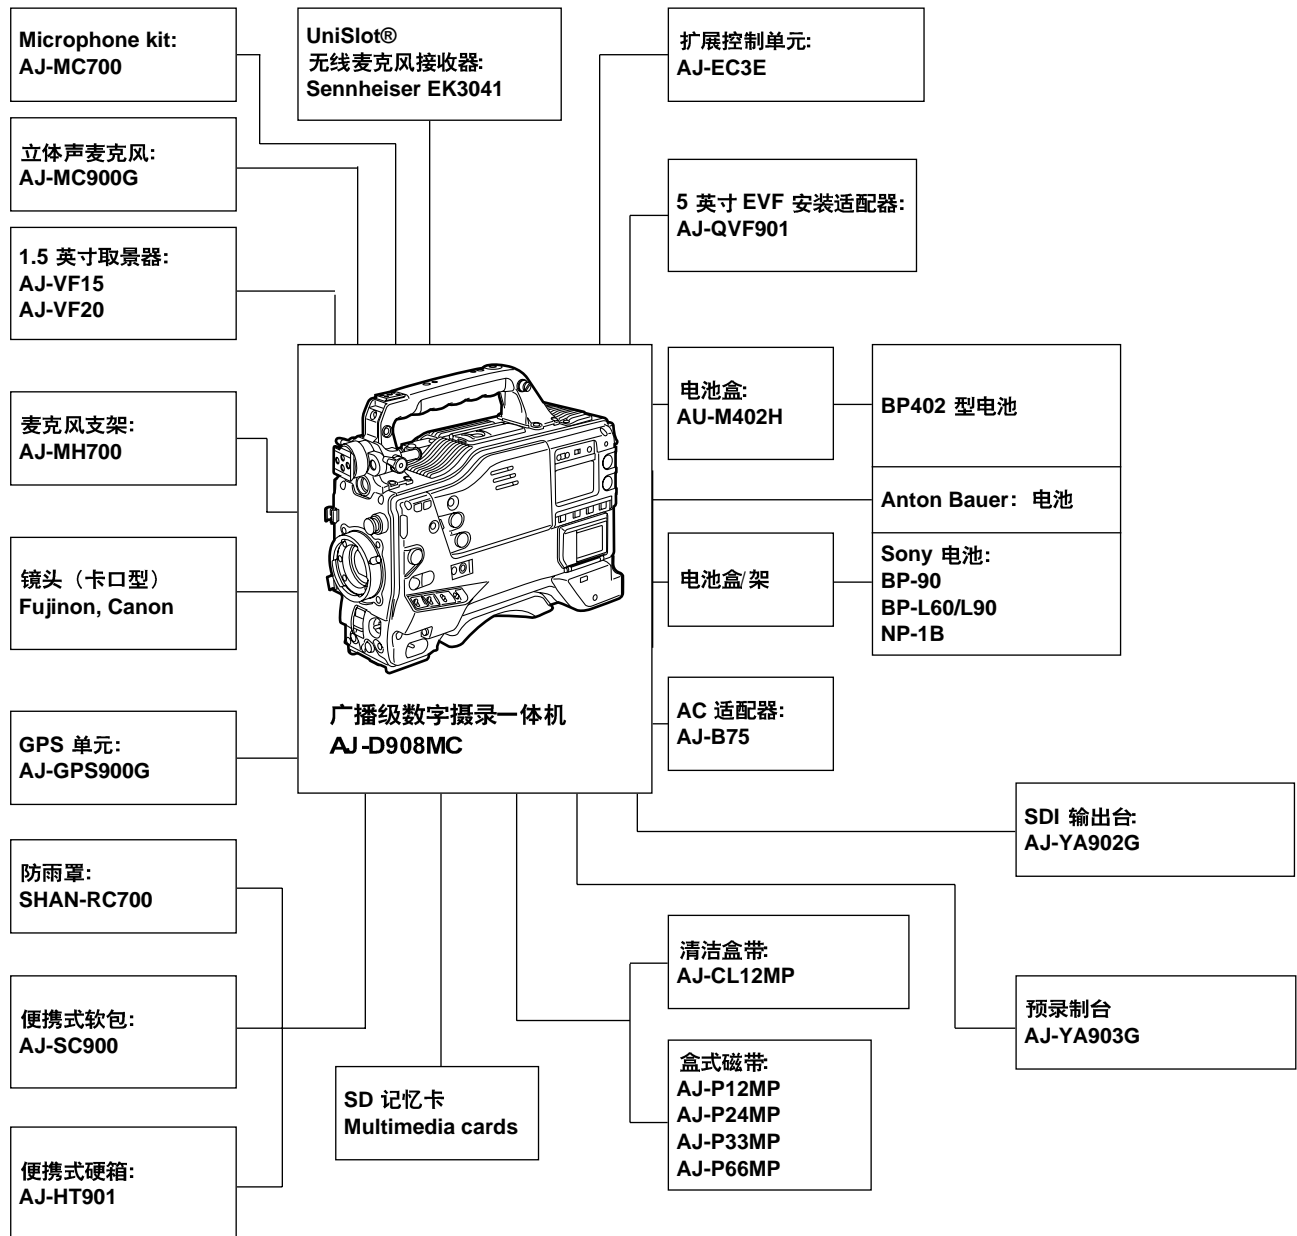 Microphone kit:
AJ-MC700
UniSlot®
无线麦克风接收器:
Sennheiser EK3041
扩展控制单元:
AJ-EC3E
立体声麦克风:
AJ-MC900G
5 英寸 EVF 安装适配器:
AJ-QVF901
1.5 英寸取景器:
AJ-VF15
AJ-VF20
电池盒:
AU-M402H
BP402 型电池
麦克风支架:
AJ-MH700
Anton Bauer: 电池
电池盒/架
Sony 电池:
BP-90
BP-L60/L90
NP-1B
镜头（卡口型）
Fujinon, Canon
广播级数字摄录一体机
AJ-D908MC
AC 适配器:
AJ-B75
GPS 单元:
AJ-GPS900G
SDI 输出台:
AJ-YA902G
防雨罩:
SHAN-RC700
清洁盒带:
AJ-CL12MP
预录制台
AJ-YA903G
便携式软包:
AJ-SC900
盒式磁带:
AJ-P12MP
AJ-P24MP
AJ-P33MP
AJ-P66MP
SD 记忆卡
Multimedia cards
便携式硬箱:
AJ-HT901